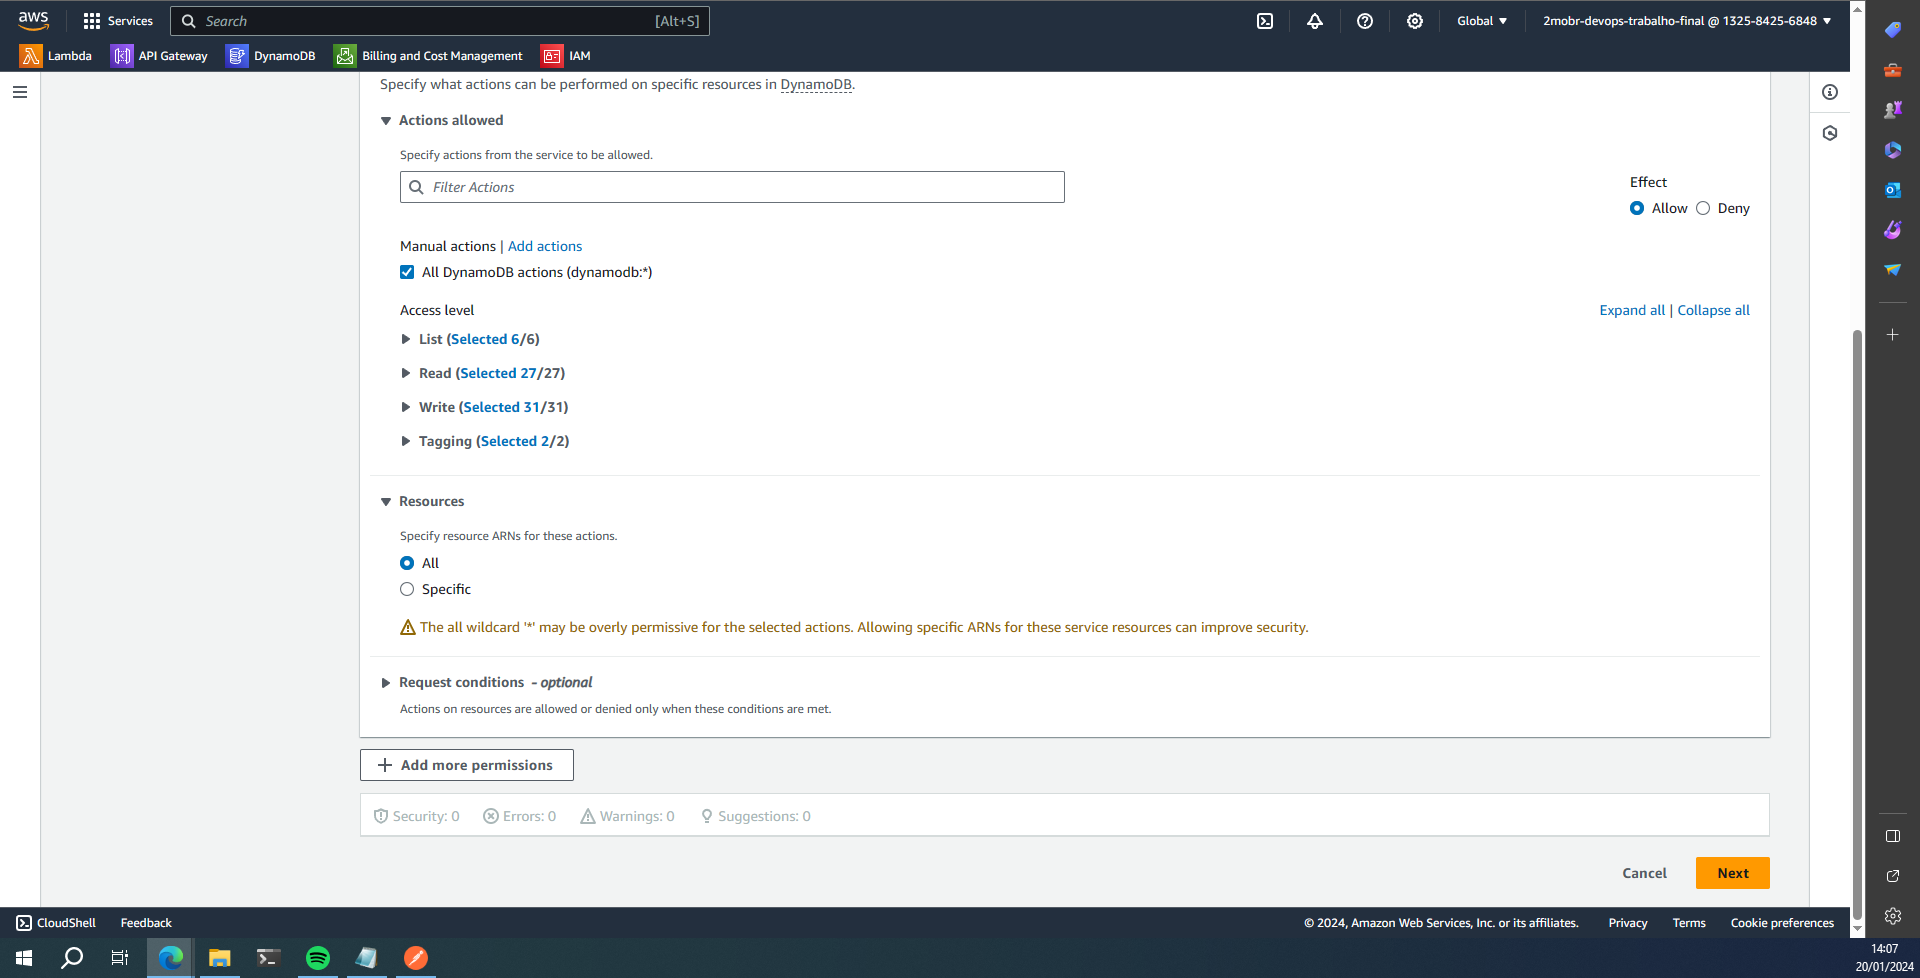 aws
Services
Search
[Alt+S]
Global
2mobr-devops-trabalho-final @ 1325-8425-6848
Lambda
API Gateway
DynamoDB
Billing and Cost Management
IAM
Specify what actions can be performed on specific resources in DynamoDB.
Actions allowed
Specify actions from the service to be allowed.
Filter Actions
Effect
Allow
Deny
Manual actions | Add actions
All DynamoDB actions (dynamodb:*)
Access level
Expand all | Collapse all
List (Selected 6/6)
Read (Selected 27/27)
Write (Selected 31/31)
Tagging (Selected 2/2)
Resources
Specify resource ARNs for these actions.
All
Specific
The all wildcard '*' may be overly permissive for the selected actions. Allowing specific ARNs for these service resources can improve security.
Request conditions - optional
Actions on resources are allowed or denied only when these conditions are met.
Add more permissions
Security: 0
Errors: 0
Warnings: 0
Suggestions: 0
Cancel
Next
CloudShell
Feedback
© 2024, Amazon Web Services, Inc. or its affiliates.
Privacy
Terms
Cookie preferences
14:07
20/01/2024